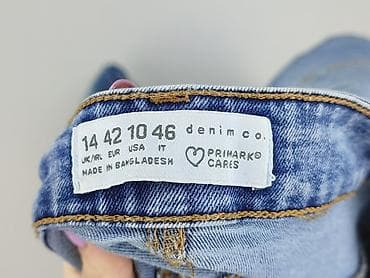 14 42 10 46
UK/IRL EUR USA IT
MADE IN BANGLADESH
denim co.
PRIMARK®
CARES